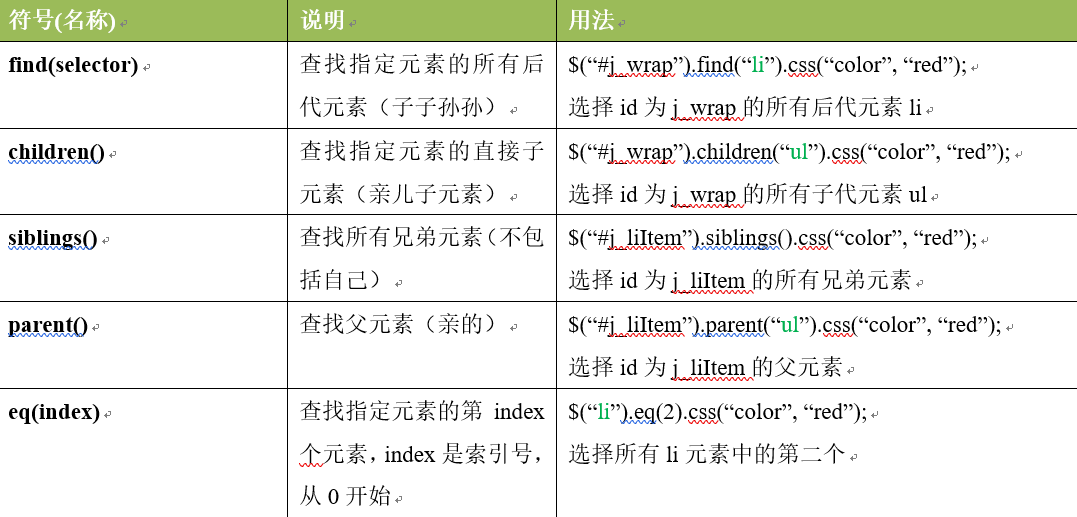 符号(名称) 说明 用法
find(selector) 查找指定元素的所有后 $(“#j_wrap”).find(“li”).css(“color”, “red”);
代元素（子子孙孙） 选择 id 为 j_wrap 的所有后代元素 li
children() 查找指定元素的直接子 $(“#j_wrap”).children(“ul”).css(“color”, “red”);
元素（亲儿子元素） 选择 id 为 j_wrap 的所有子代元素 ul
siblings() 查找所有兄弟元素（不包 $(“#j_liItem”).siblings().css(“color”, “red”);
括自己） 选择 id 为 j_liItem 的所有兄弟元素
parent() 查找父元素（亲的） $(“#j_liItem”).parent(“ul”).css(“color”, “red”);
选择 id 为 j_liItem 的父元素
eq(index) 查找指定元素的第 index $(“li”).eq(2).css(“color”, “red”);
个元素，index 是索引号， 选择所有 li 元素中的第二个
从 0 开始